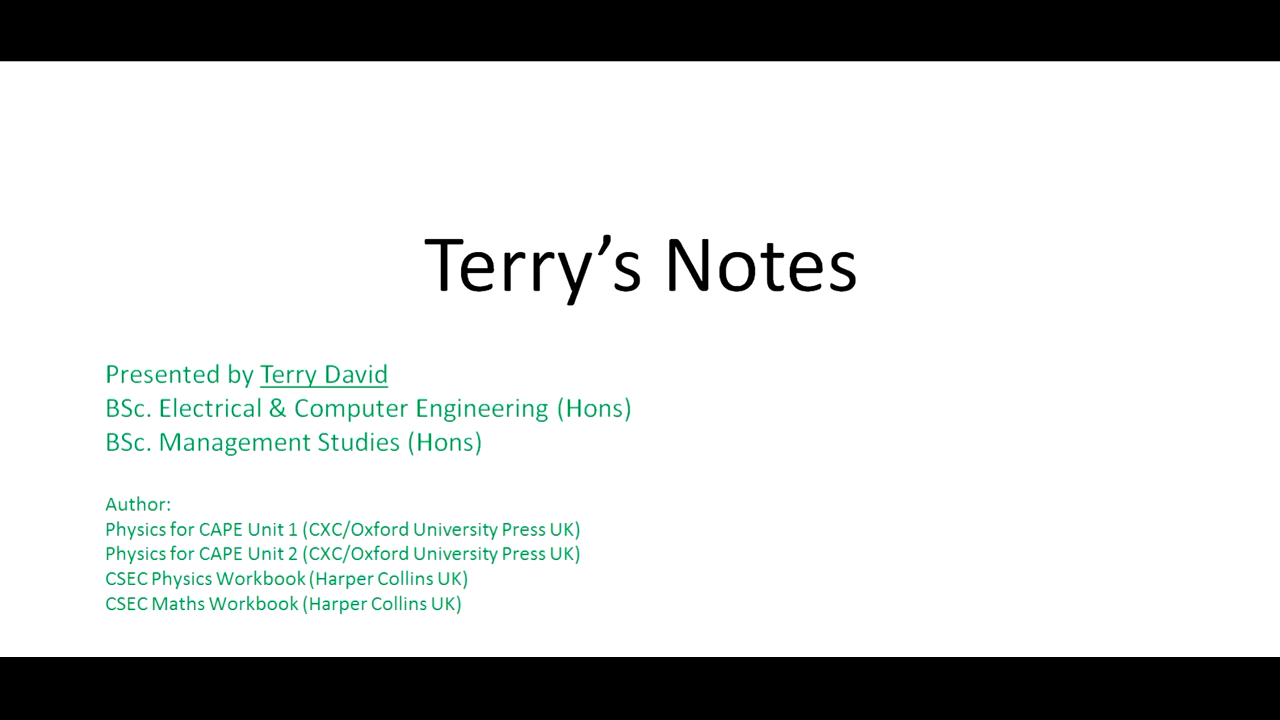 Terry’s Notes
Presented by Terry David
BSc. Electrical & Computer Engineering (Hons)
BSc. Management Studies (Hons)
Author:
Physics for CAPE Unit 1 (CXC/Oxford University Press UK)
Physics for CAPE Unit 2 (CXC/Oxford University Press UK)
CSEC Physics Workbook (Harper Collins UK)
CSEC Maths Workbook (Harper Collins UK)